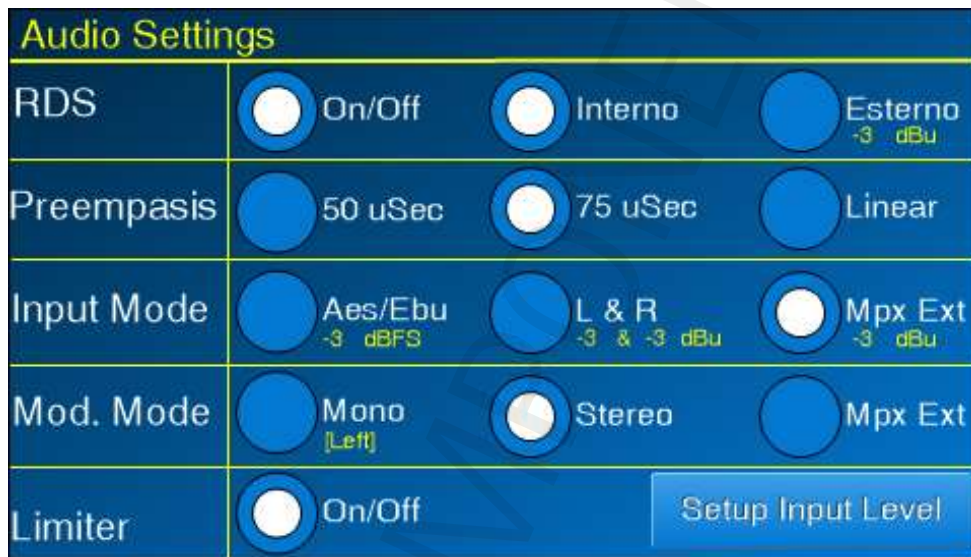 Audio Settings
RDS On/Off Interno Esterno
-3 dBu
Preempasis 50 uSec 75 uSec Linear
Input Mode Aes/Ebu L & R Mpx Ext
-3 dBFS -3 & -3 dBu -3 dBu
Mod. Mode Mono Stereo Mpx Ext
[Left]
Limiter On/Off Setup Input Level